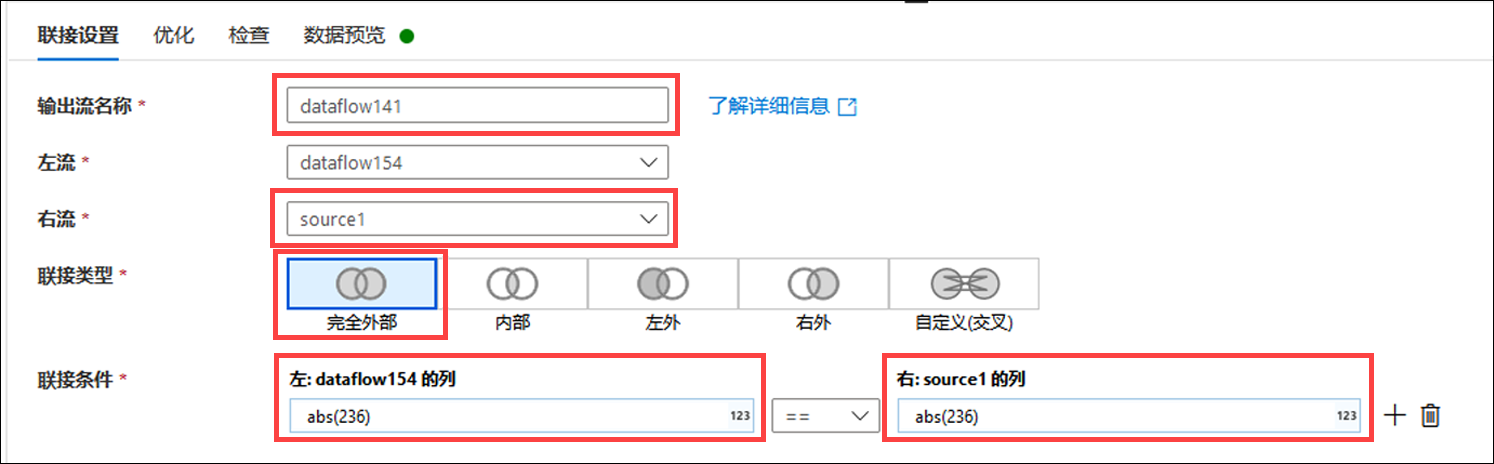 联接设置 优化 检查 数据预览
输出流名称 * dataflow141 了解详细信息
左流 * dataflow154
右流 * source1
联接类型 *
完全外部 内部 左外 右外 自定义(交叉)
联接条件 * 左: dataflow154 的列 右: source1 的列
abs(236) 123 == abs(236) 123